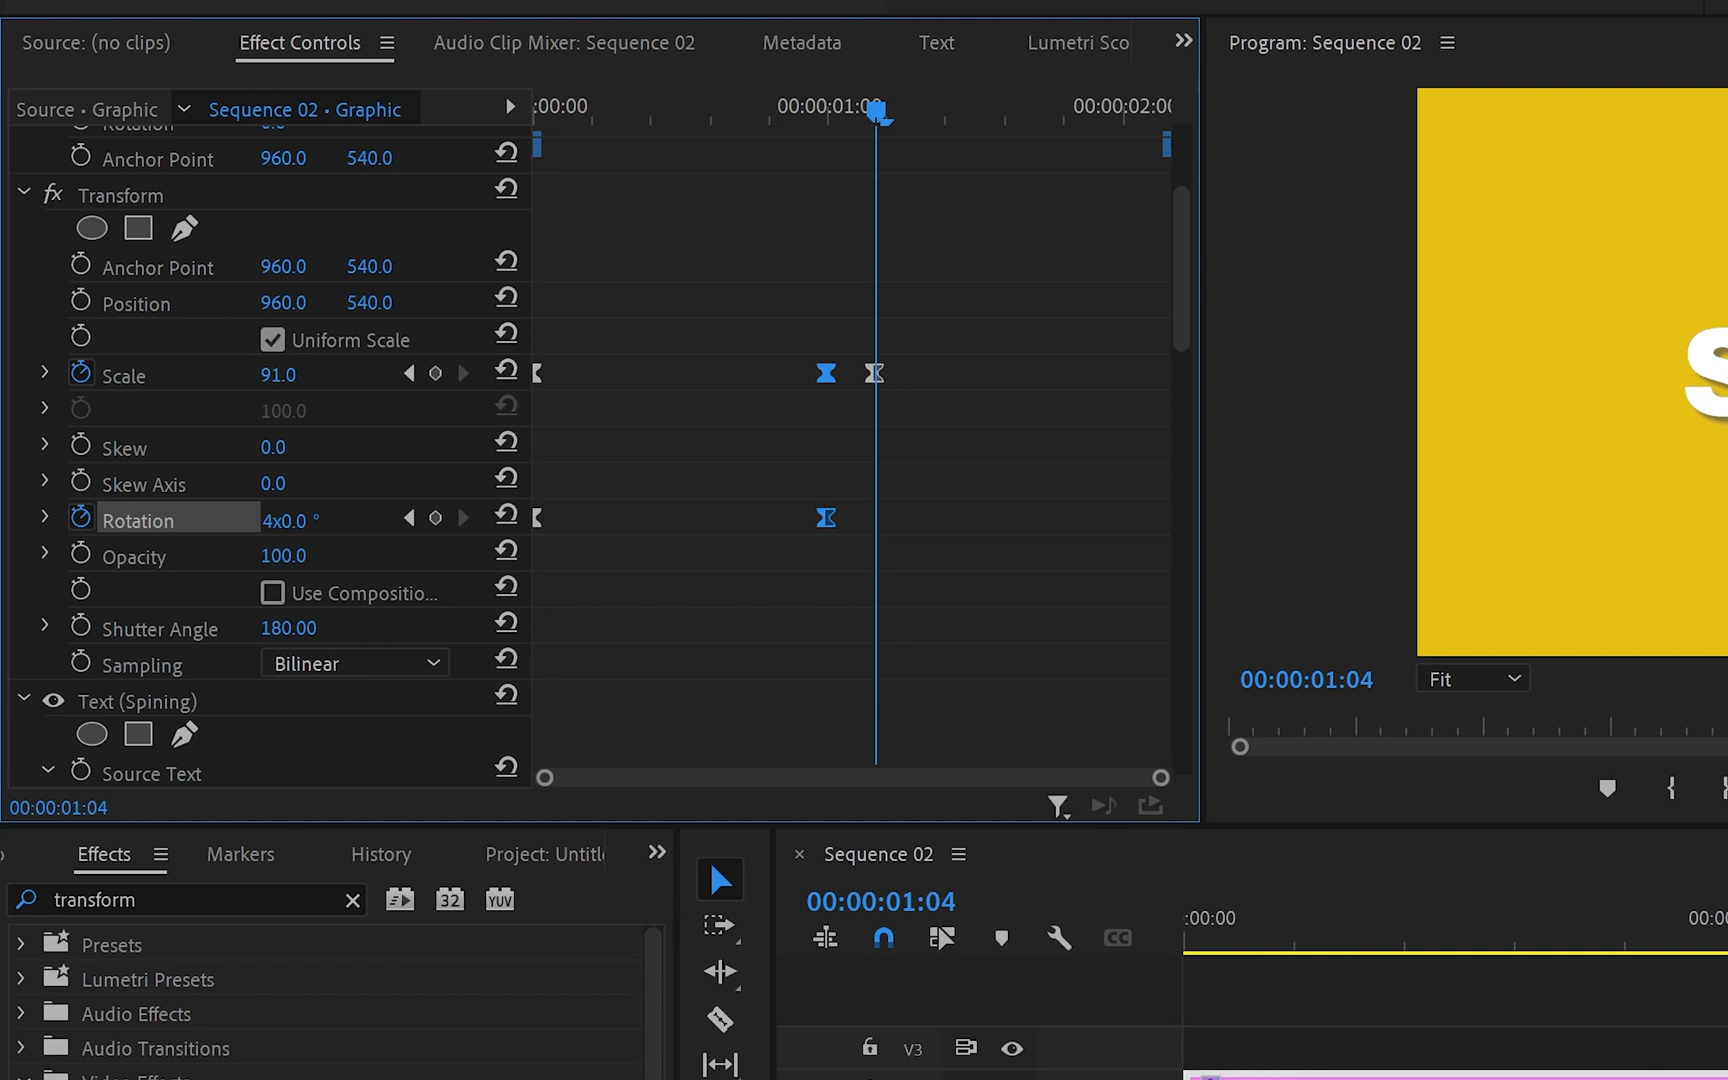 Source: (no clips)
Effect Controls
Audio Clip Mixer: Sequence 02
Metadata
Text
Lumetri Sco
Program: Sequence 02
Source • Graphic
Sequence 02 • Graphic
:00:00
00:00:02:00
Rotation
Anchor Point 960.0 540.0
fx Transform
Anchor Point 960.0 540.0
Position 960.0 540.0
Uniform Scale
Scale 91.0
100.0
Skew 0.0
Skew Axis 0.0
Rotation 4x0.0 °
Opacity 100.0
Use Compositio...
Shutter Angle 180.00
Sampling Bilinear
Text (Spining)
Source Text
00:00:01:04
S
00:00:01:04 Fit
Effects
Markers
History
Project: Untitl
transform
32
YUV
Presets
Lumetri Presets
Audio Effects
Audio Transitions
× Sequence 02
00:00:01:04
CC
:00:00
V3